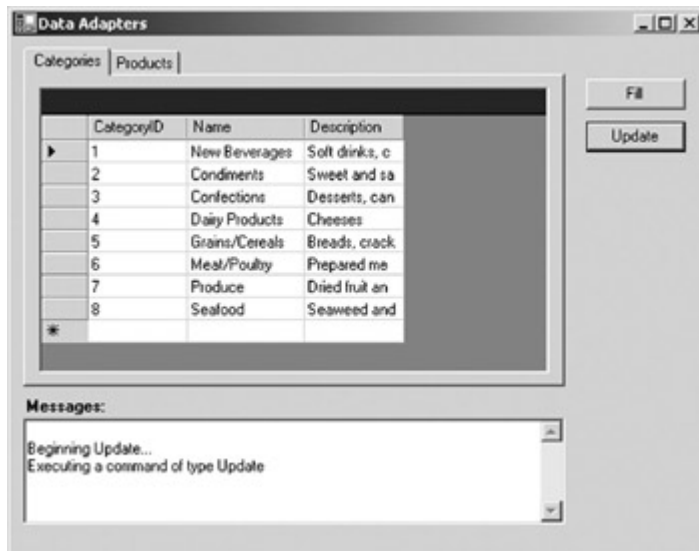 Data Adapters
Categories Products
Fill
Update
CategoryID Name Description
1 New Beverages Soft drinks, c
2 Condiments Sweet and sa
3 Confections Desserts, can
4 Dairy Products Cheeses
5 Grains/Cereals Breads, crack
6 Meat/Poultry Prepared me
7 Produce Dried fruit an
8 Seafood Seaweed and
*
Messages:
Beginning Update...
Executing a command of type Update